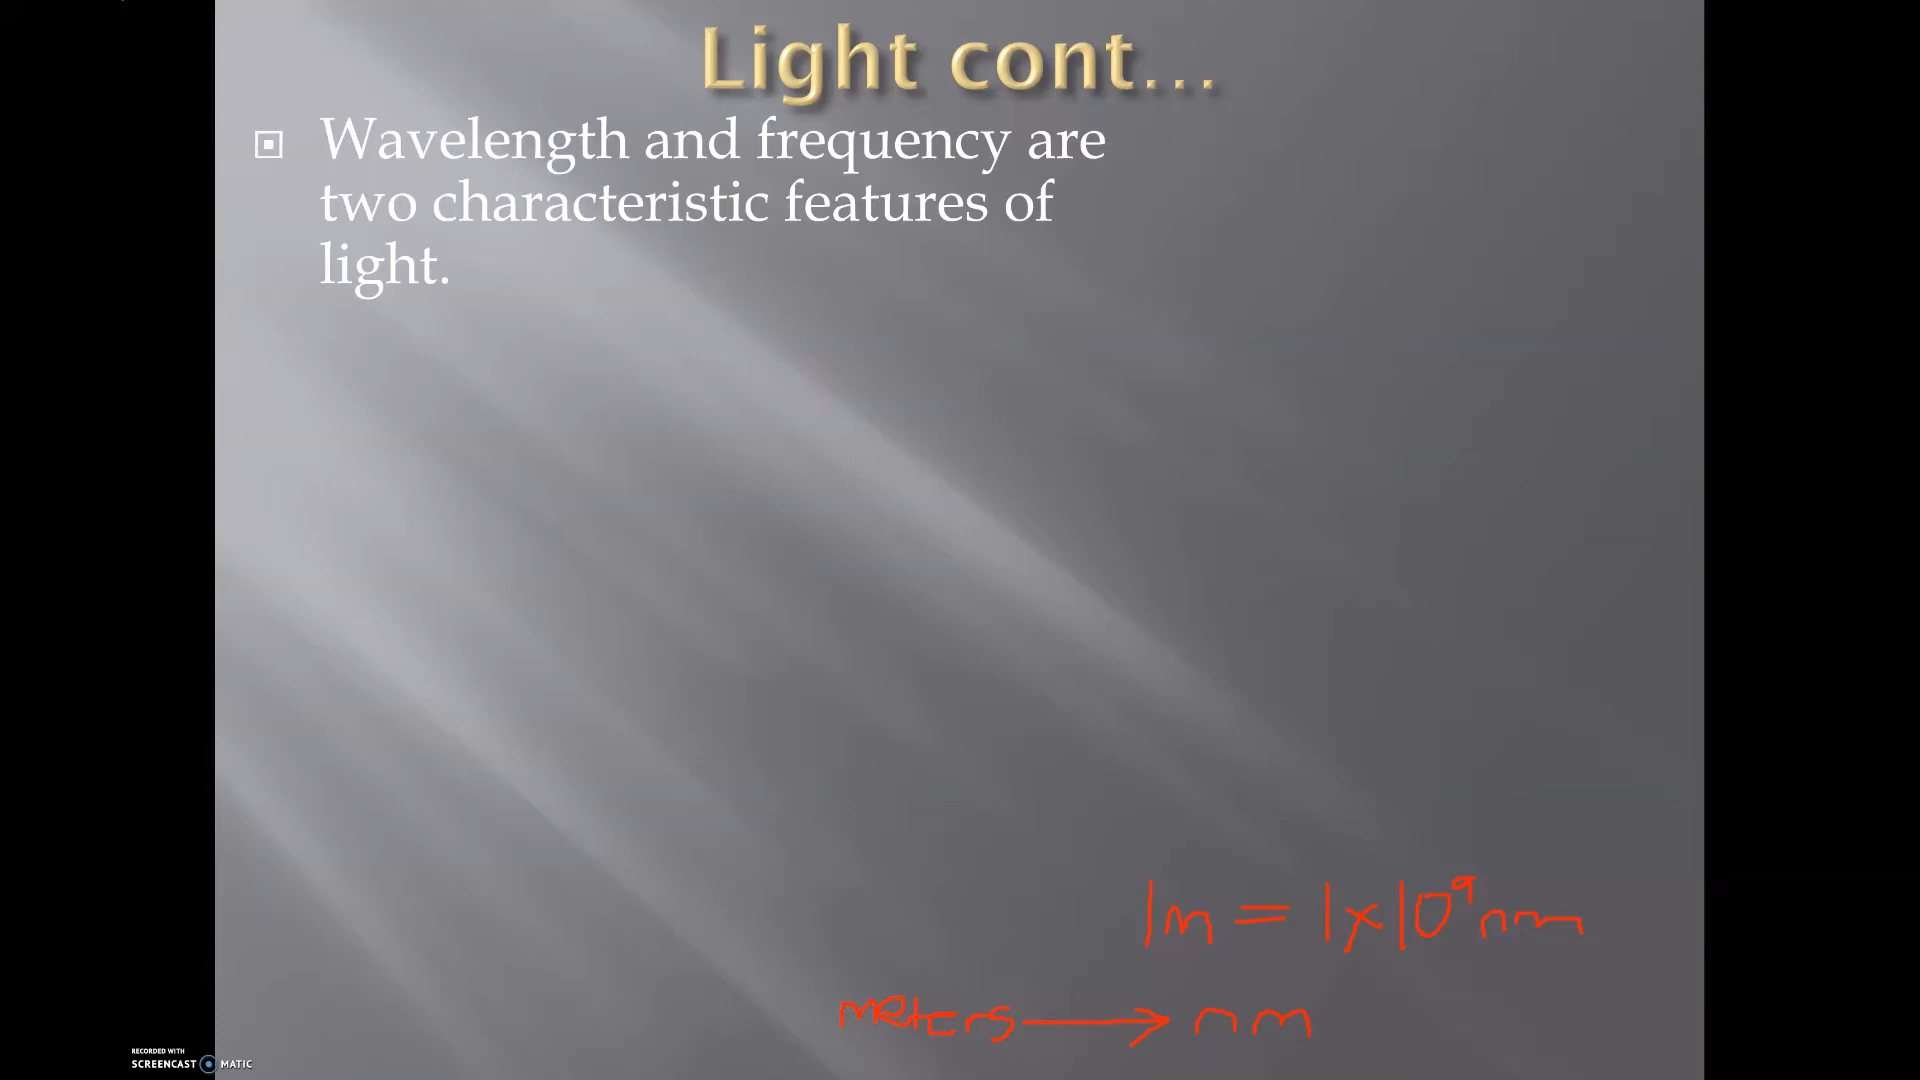 Light cont...
Wavelength and frequency are
two characteristic features of
light.
1m = 1x10⁹nm
meters → nm
RECORDED WITH
SCREENCAST MATIC